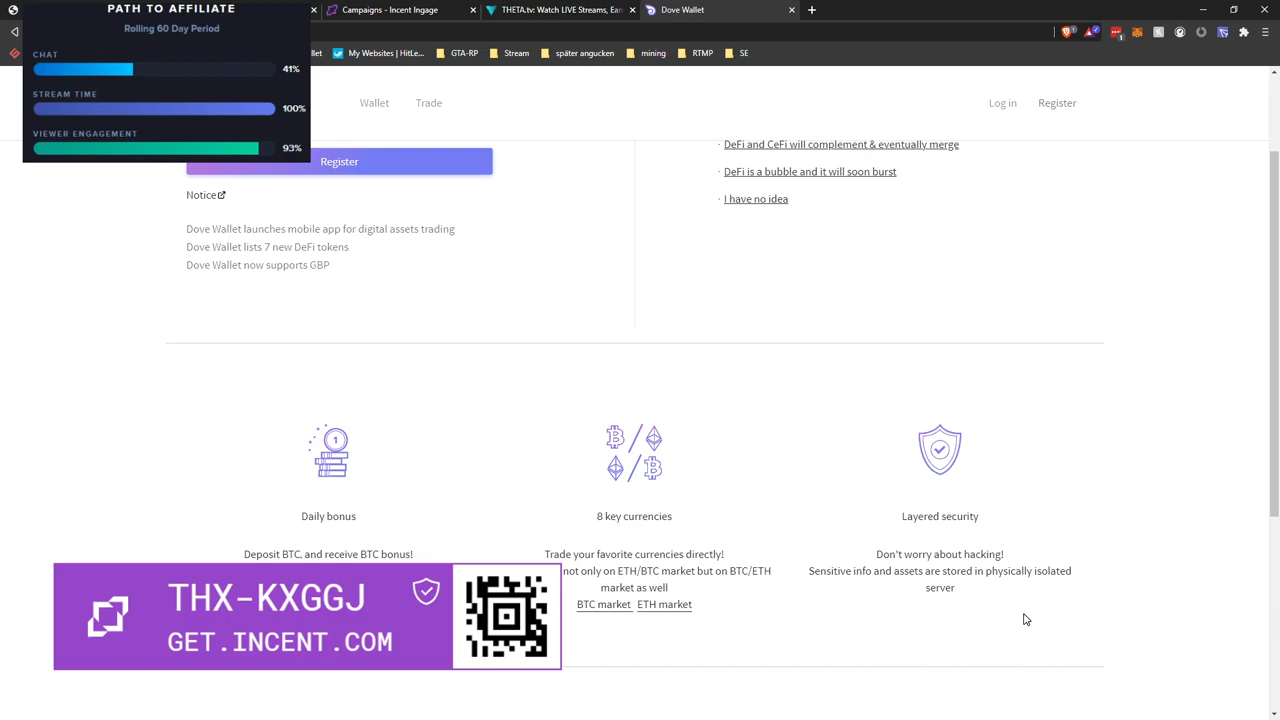 PATH TO AFFILIATE
Rolling 60 Day Period
CHAT
41%
STREAM TIME
100%
VIEWER ENGAGEMENT
93%
Campaigns - Incent Ingage
THETA.tv: Watch LIVE Streams, Ear
Dove Wallet
My Websites | HitLe...
GTA-RP
Stream
später angucken
mining
RTMP
SE
Wallet
Trade
Log in
Register
Register
Notice
Dove Wallet launches mobile app for digital assets trading
Dove Wallet lists 7 new DeFi tokens
Dove Wallet now supports GBP
· DeFi and CeFi will complement & eventually merge
· DeFi is a bubble and it will soon burst
· I have no idea
1
Daily bonus
Deposit BTC, and receive BTC bonus!
8 key currencies
Trade your favorite currencies directly!
not only on ETH/BTC market but on BTC/ETH
market as well
BTC market ETH market
Layered security
Don't worry about hacking!
Sensitive info and assets are stored in physically isolated
server
THX-KXGGJ
GET.INCENT.COM